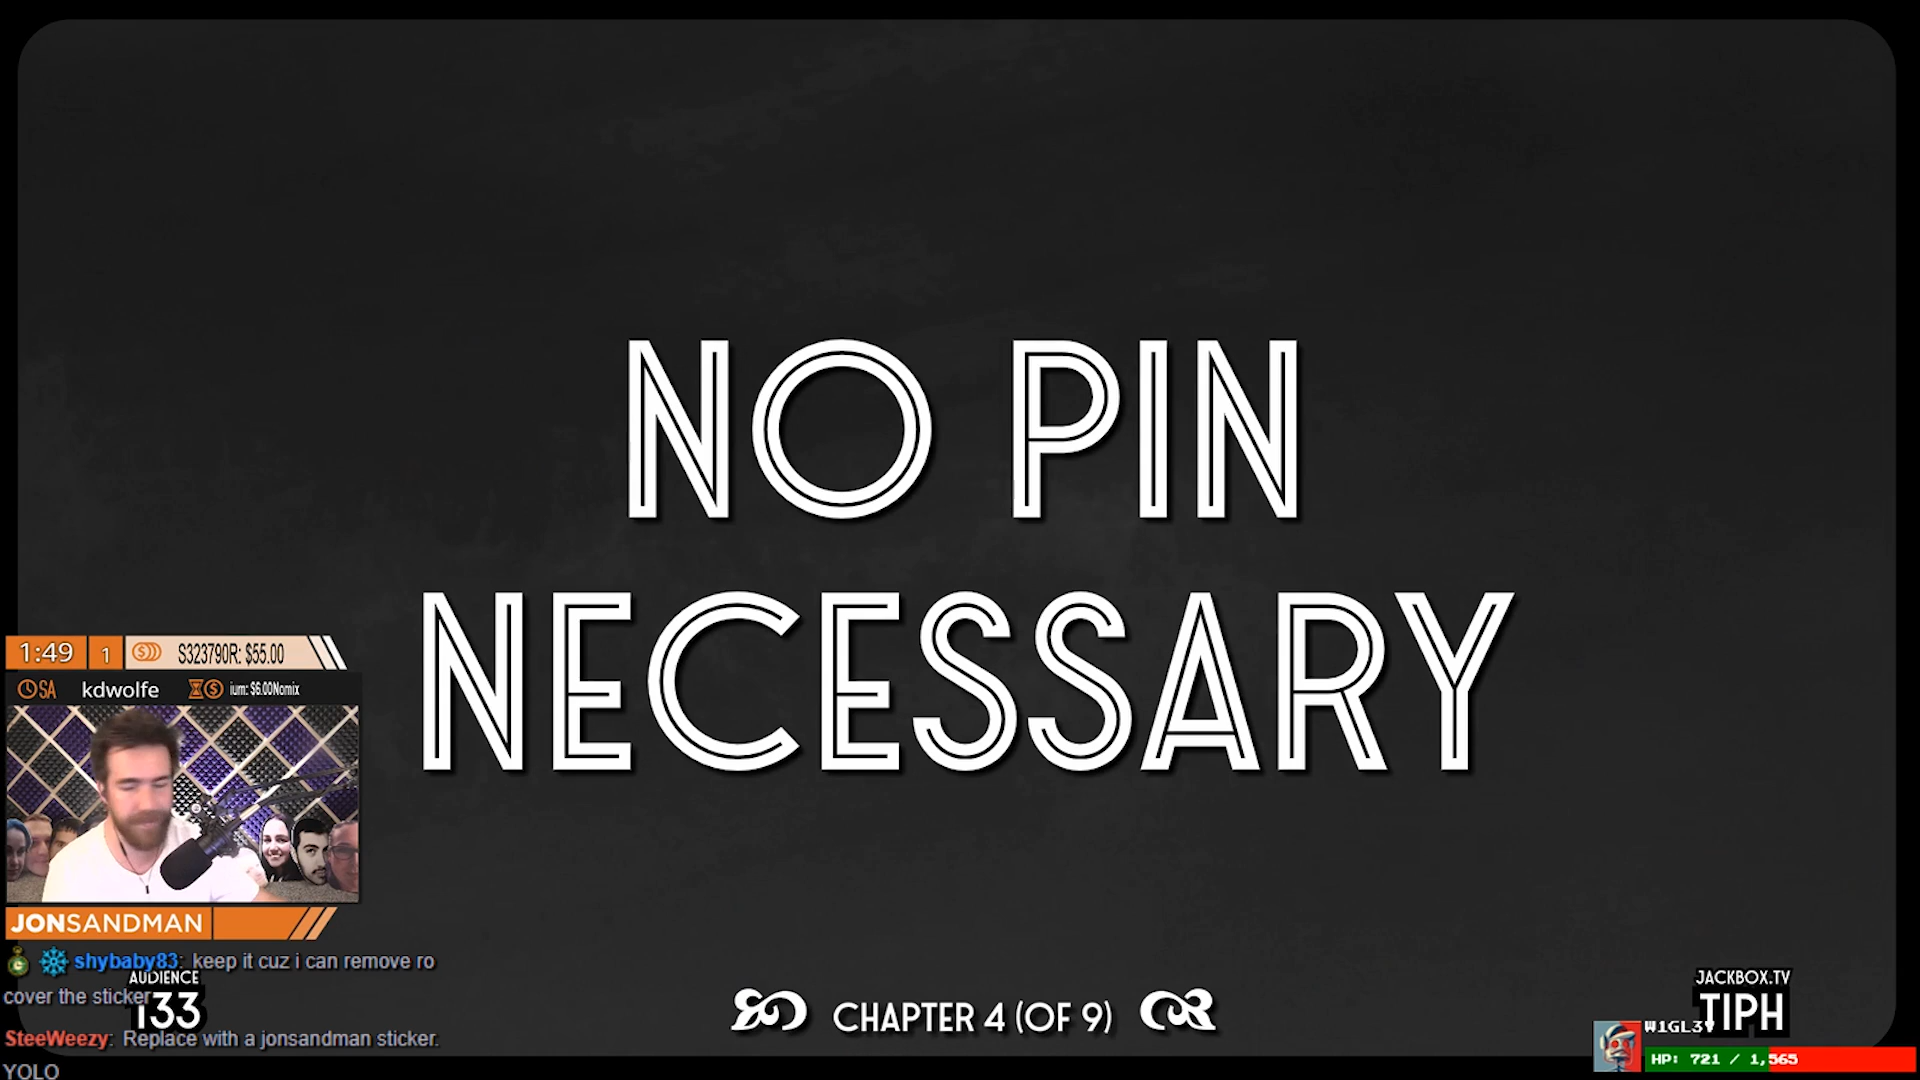 NO PIN
NECESSARY
1:49 1 S323790R: $55.00
SA kdwolfe ium: $6.00Nomix
JONSANDMAN
shybaby83: keep it cuz i can remove ro
cover the sticker
AUDIENCE
133
SteeWeezy: Replace with a jonsandman sticker.
YOLO
CHAPTER 4 (OF 9)
JACKBOX.TV
TIPH
W1GL3Y
HP: 721 / 1,565